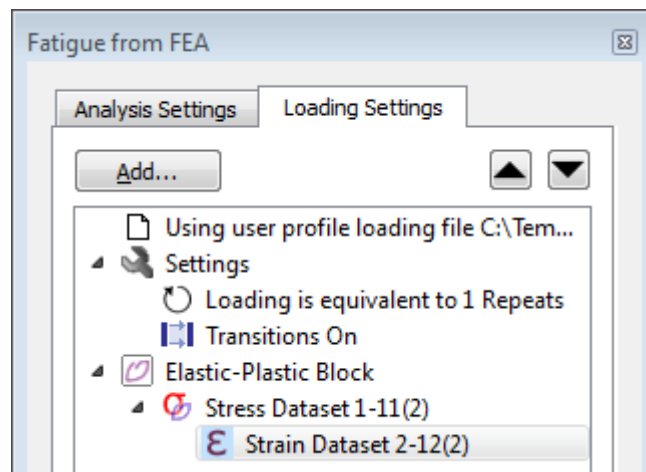 Fatigue from FEA
Analysis Settings
Loading Settings
Add...
Using user profile loading file C:\Tem...
Settings
Loading is equivalent to 1 Repeats
Transitions On
Elastic-Plastic Block
Stress Dataset 1-11(2)
ε Strain Dataset 2-12(2)